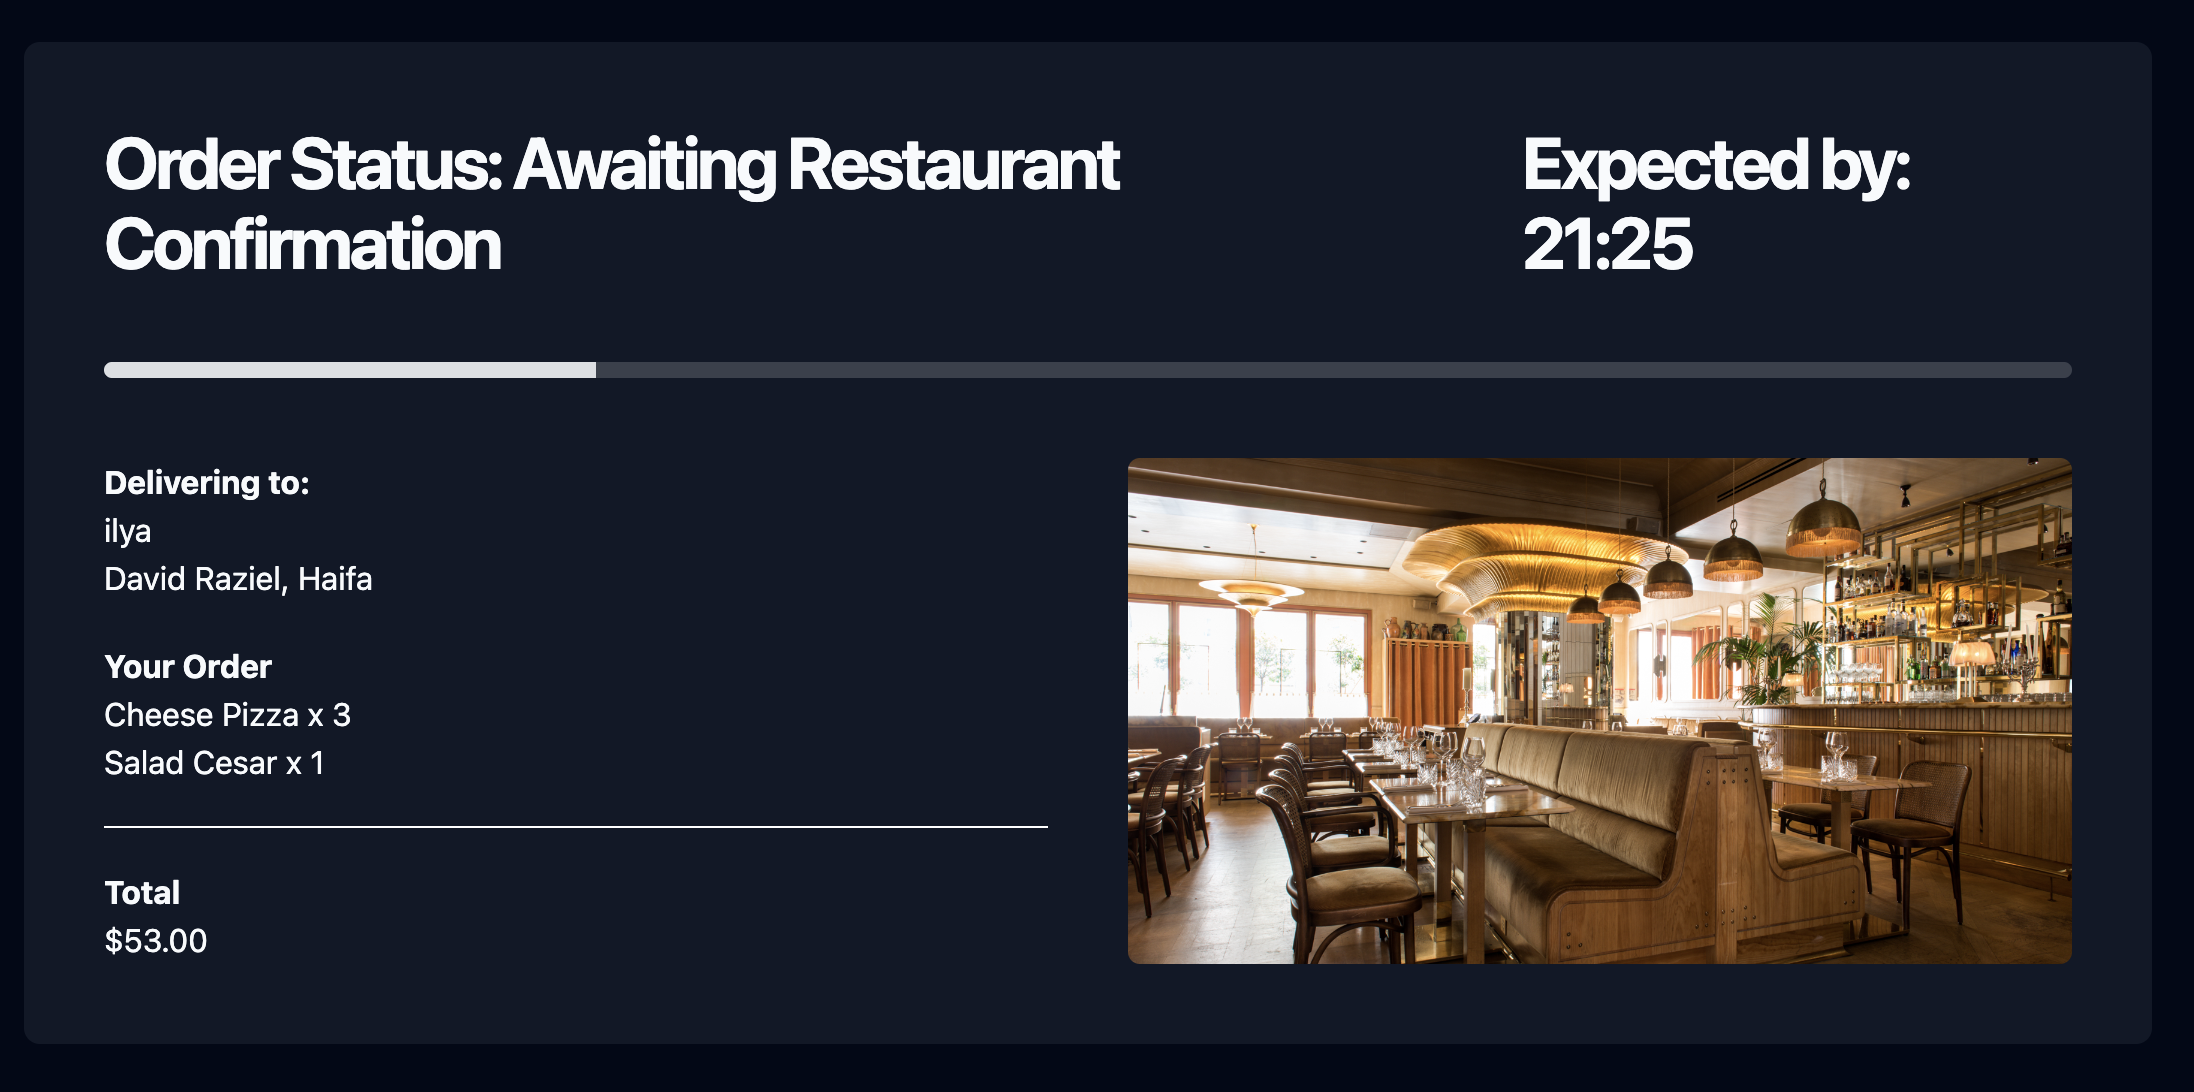 Order Status: Awaiting Restaurant
Confirmation
Expected by:
21:25
Delivering to:
ilya
David Raziel, Haifa
Your Order
Cheese Pizza x 3
Salad Cesar x 1
Total
$53.00